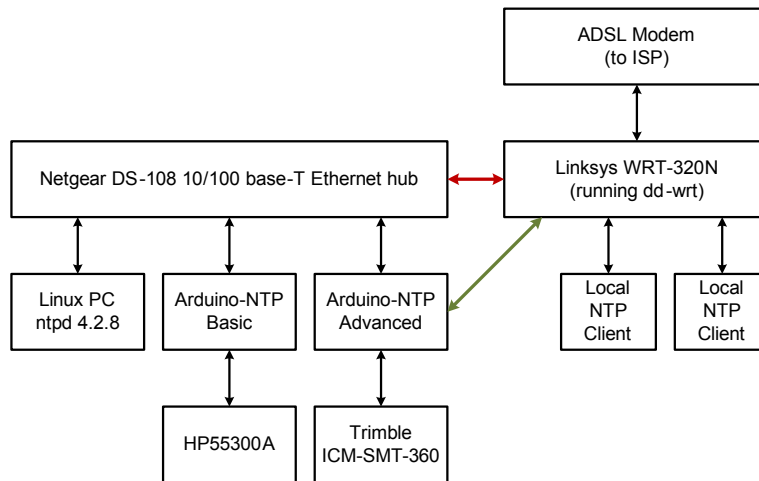 ADSL Modem
(to ISP)
Netgear DS-108 10/100 base-T Ethernet hub
Linksys WRT-320N
(running dd-wrt)
Linux PC
ntpd 4.2.8
Arduino-NTP
Basic
Arduino-NTP
Advanced
Local
NTP
Client
Local
NTP
Client
HP55300A
Trimble
ICM-SMT-360